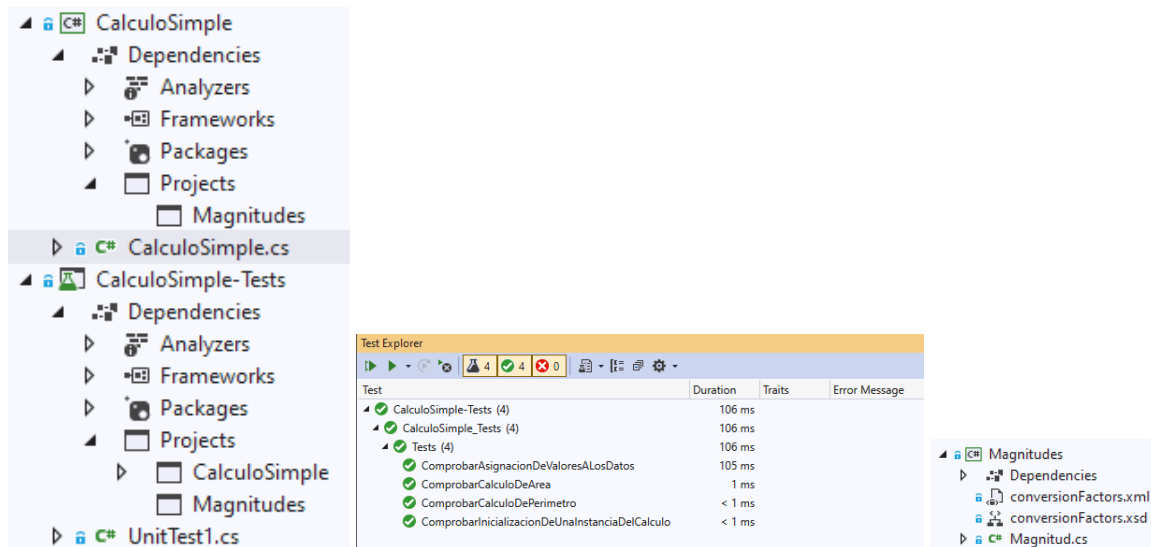 C# CalculoSimple
Dependencies
Analyzers
Frameworks
Packages
Projects
Magnitudes
C# CalculoSimple.cs
CalculoSimple-Tests
Dependencies
Analyzers
Frameworks
Packages
Projects
CalculoSimple
Magnitudes
C# UnitTest1.cs
Test Explorer
4 4 0
Test Duration Traits Error Message
CalculoSimple-Tests (4) 106 ms
CalculoSimple_Tests (4) 106 ms
Tests (4) 106 ms
ComprobarAsignacionDeValoresALosDatos 105 ms
ComprobarCalculoDeArea 1 ms
ComprobarCalculoDePerimetro < 1 ms
ComprobarInicializacionDeUnaInstanciaDelCalculo < 1 ms
C# Magnitudes
Dependencies
conversionFactors.xml
conversionFactors.xsd
C# Magnitud.cs